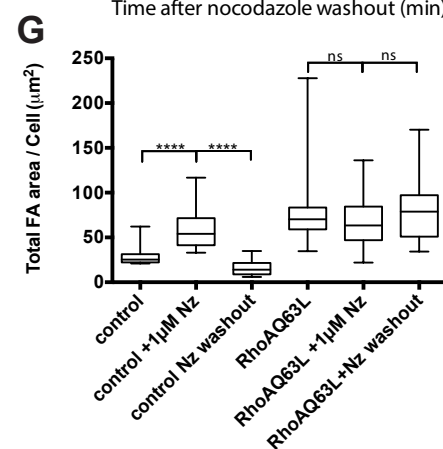 Time after nocodazole washout (min)
G
ns ns
**** ****
Total FA area / Cell (μm²)
250
200
150
100
50
0
control
control +1μM Nz
control Nz washout
RhoAQ63L
RhoAQ63L +1μM Nz
RhoAQ63L+Nz washout